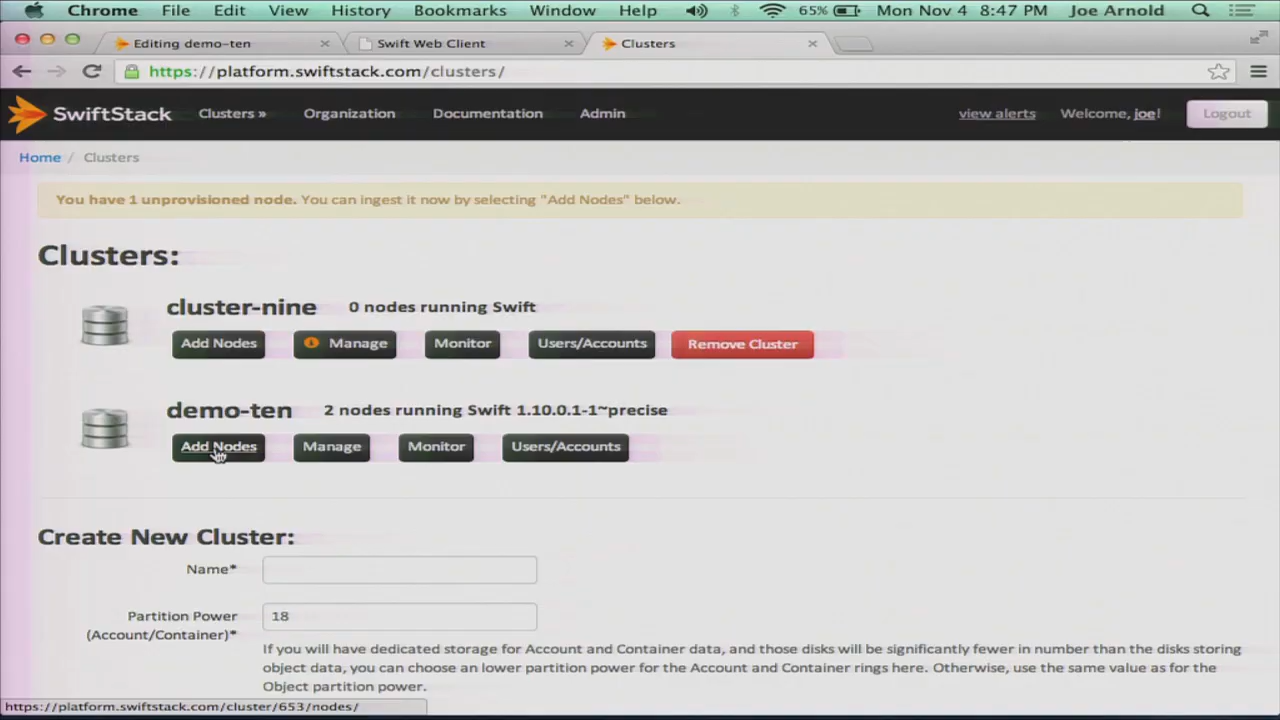 Chrome File Edit View History Bookmarks Window Help 65% Mon Nov 4 8:47 PM Joe Arnold
Editing demo-ten × Swift Web Client × Clusters ×
https://platform.swiftstack.com/clusters/
SwiftStack Clusters » Organization Documentation Admin view alerts Welcome, joe! Logout
Home / Clusters
You have 1 unprovisioned node. You can ingest it now by selecting "Add Nodes" below.
Clusters:
cluster-nine 0 nodes running Swift
Add Nodes Manage Monitor Users/Accounts Remove Cluster
demo-ten 2 nodes running Swift 1.10.0.1-1~precise
Add Nodes Manage Monitor Users/Accounts
Create New Cluster:
Name*
Partition Power 18
(Account/Container)*
If you will have dedicated storage for Account and Container data, and those disks will be significantly fewer in number than the disks storing
object data, you can choose an lower partition power for the Account and Container rings here. Otherwise, use the same value as for the
Object partition power.
https://platform.swiftstack.com/cluster/653/nodes/